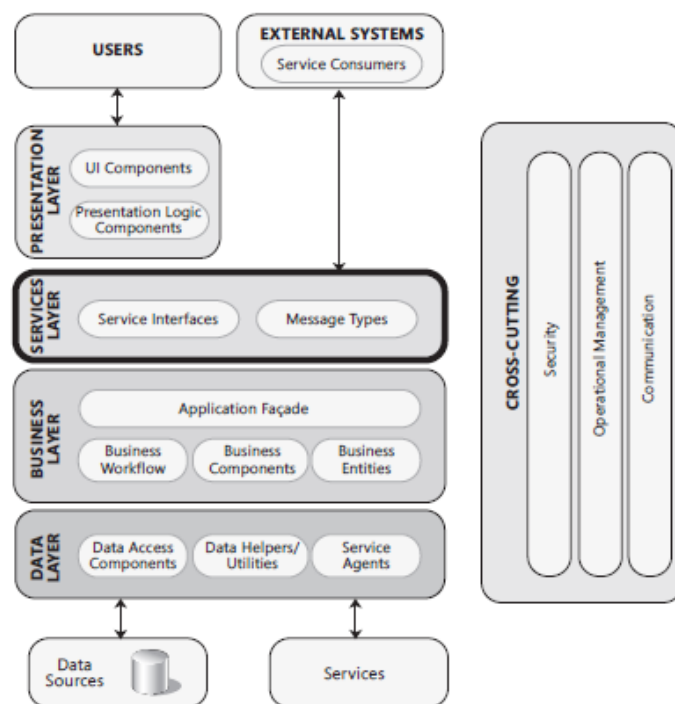 USERS
EXTERNAL SYSTEMS
Service Consumers
PRESENTATION
LAYER
UI Components
Presentation Logic
Components
SERVICES
LAYER
Service Interfaces
Message Types
BUSINESS
LAYER
Application Façade
Business
Workflow
Business
Components
Business
Entities
DATA
LAYER
Data Access
Components
Data Helpers/
Utilities
Service
Agents
Data
Sources
Services
CROSS-CUTTING
Security
Operational Management
Communication